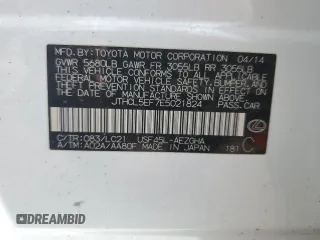 MFD.BY:TOYOTA MOTOR CORPORATION 04/14
GVWR 5680LB GAWR FR 3055LB RR 3055LB
THIS VEHICLE CONFORMS TO ALL APPLICABLE
FEDERAL MOTOR VEHICLE SAFETY, BUMPER, AND
THEFT PREVENTION STANDARDS IN EFFECT ON
THE DATE OF MANUFACTURE SHOWN ABOVE.
JTHCL5EF7E5021824 PASS. CAR
C/TR:083/LC21 USF45L-AEZGHA
A/TM:A02A/AA80F MADE IN JAPAN 181 C